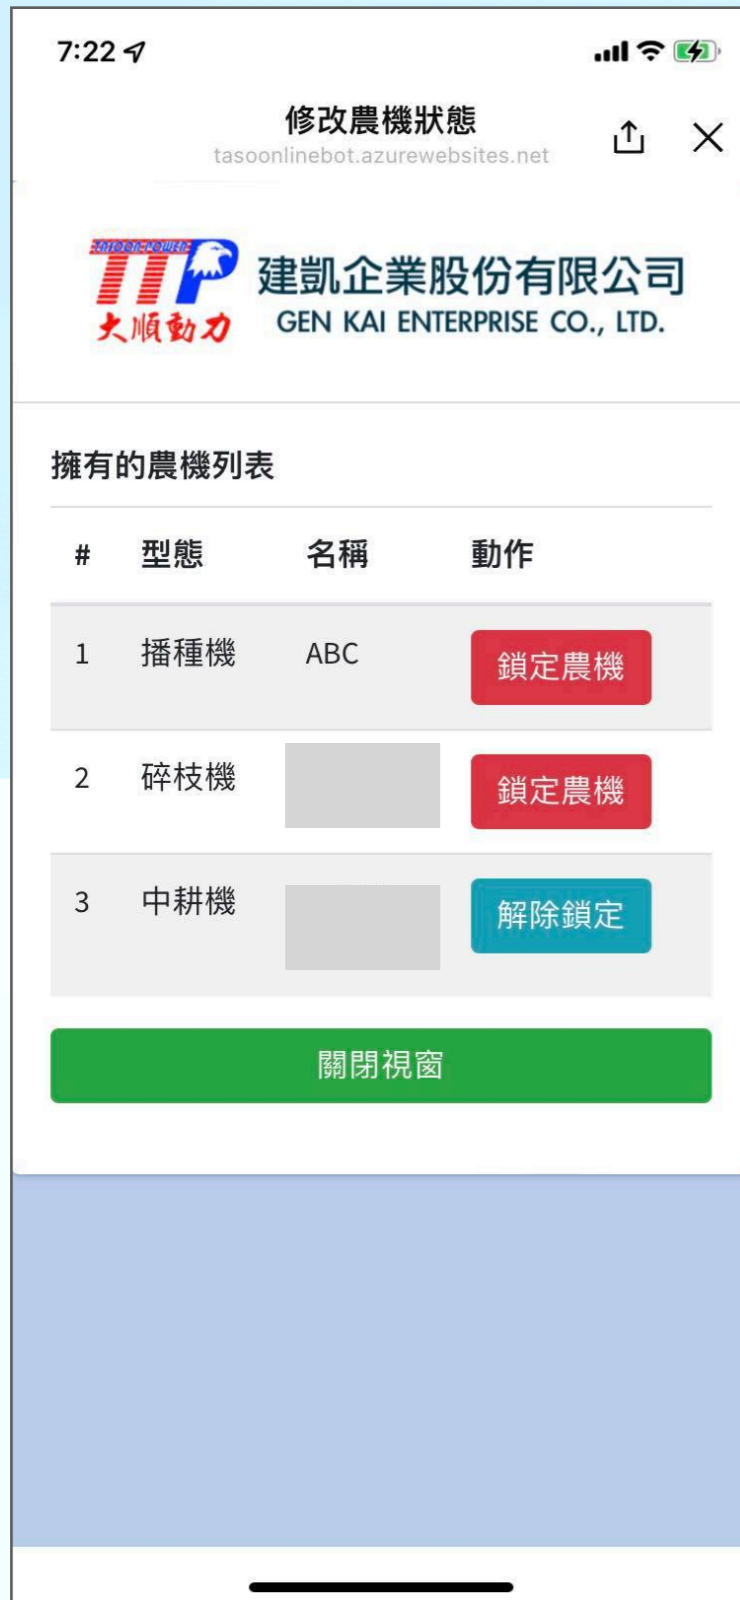 7:22
修改農機狀態
tasoonlinebot.azurewebsites.net
TASOON POWER
TTP
大順動力
建凱企業股份有限公司
GEN KAI ENTERPRISE CO., LTD.
擁有的農機列表
# 型態 名稱 動作
1 播種機 ABC 鎖定農機
2 碎枝機 鎖定農機
3 中耕機 解除鎖定
關閉視窗